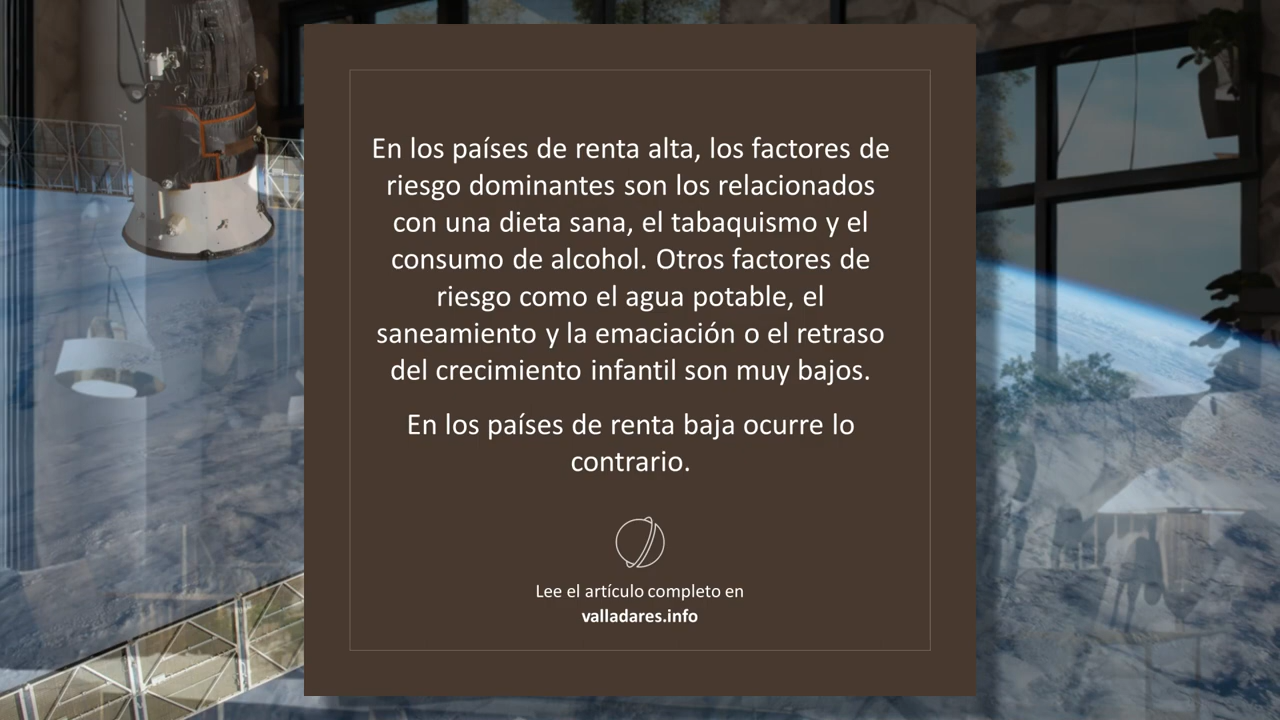 En los países de renta alta, los factores de
riesgo dominantes son los relacionados
con una dieta sana, el tabaquismo y el
consumo de alcohol. Otros factores de
riesgo como el agua potable, el
saneamiento y la emaciación o el retraso
del crecimiento infantil son muy bajos.
En los países de renta baja ocurre lo
contrario.
Lee el artículo completo en
valladares.info